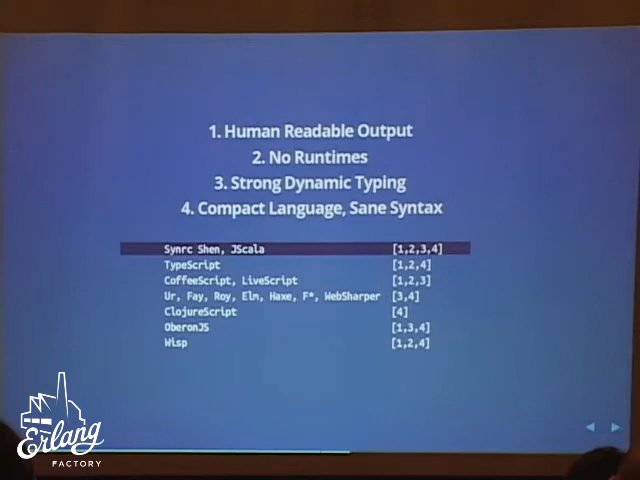 1. Human Readable Output
2. No Runtimes
3. Strong Dynamic Typing
4. Compact Language, Sane Syntax
Synrc Shen, JScala [1,2,3,4]
TypeScript [1,2,4]
CoffeeScript, LiveScript [1,2,3]
Ur, Fay, Roy, Elm, Haxe, F*, WebSharper [3,4]
ClojureScript [4]
OberonJS [1,3,4]
Wisp [1,2,4]
Erlang
FACTORY